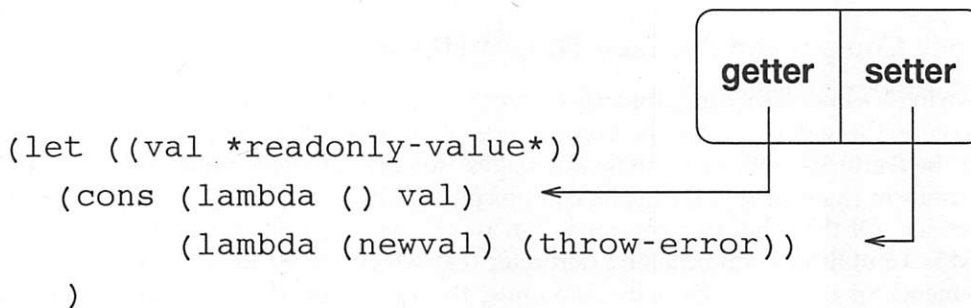 getter setter
(let ((val *readonly-value*))
(cons (lambda () val)
(lambda (newval) (throw-error))
)